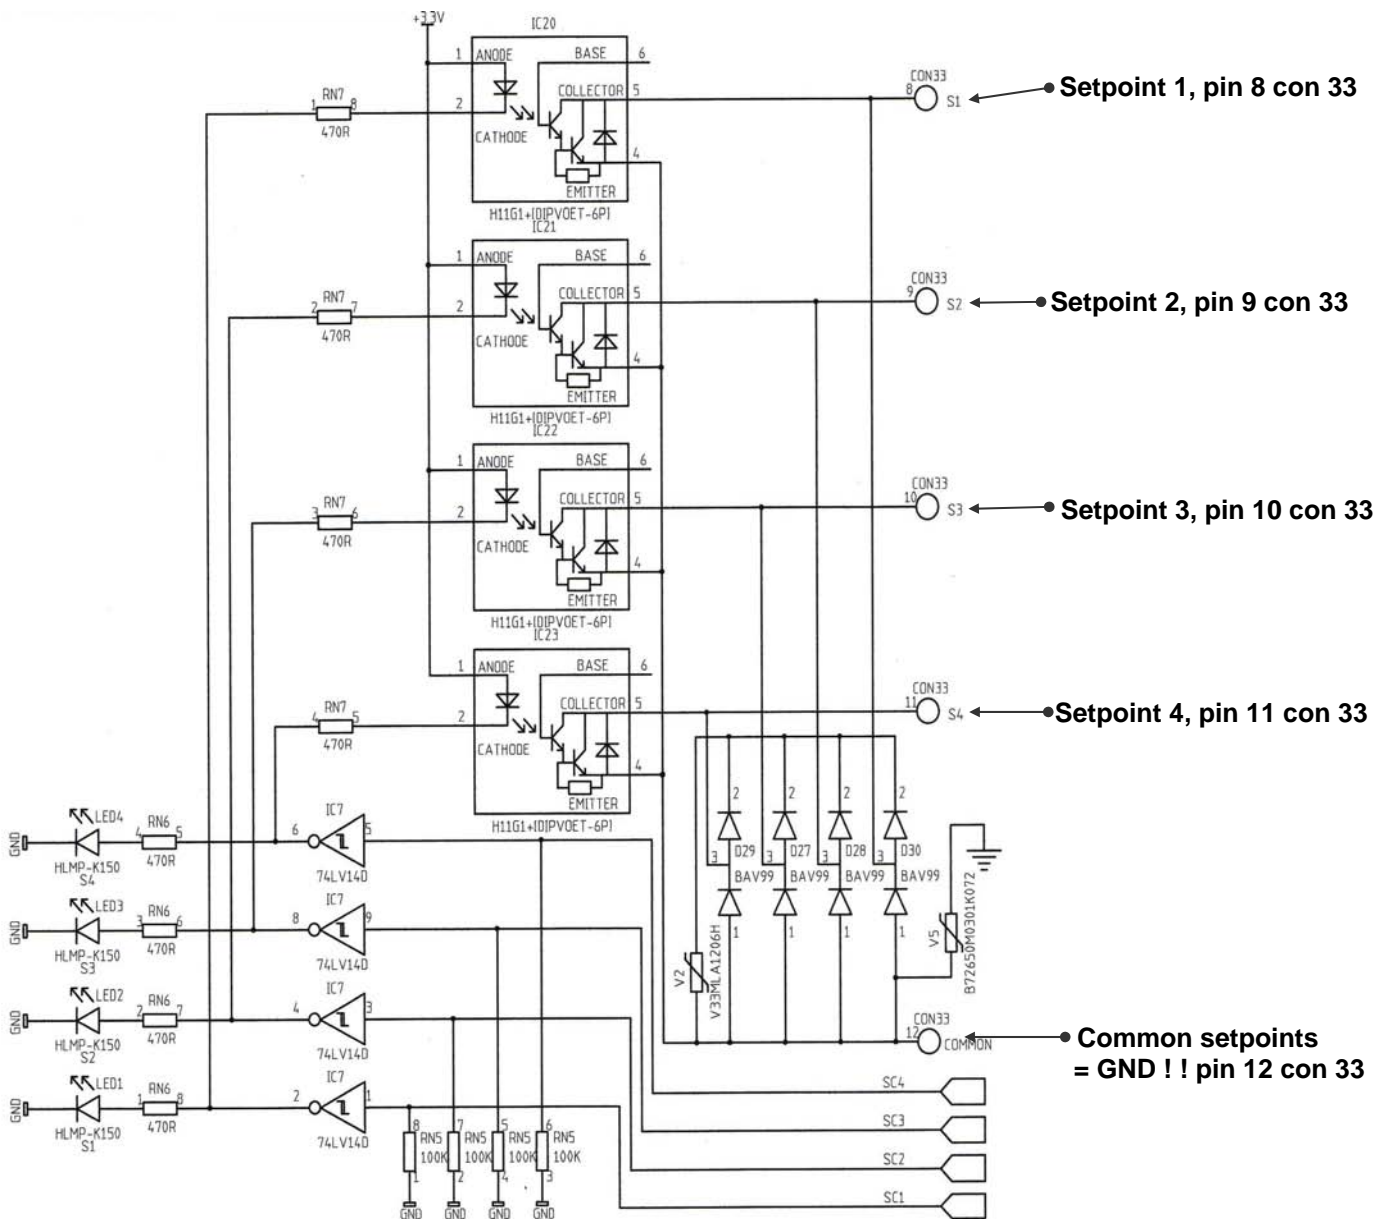 +3.3V
IC20
1 ANODE
BASE 6
COLLECTOR 5
RN7
1 8
470R
2
CATHODE
4
EMITTER
H11G1+(DIPVOET-6P)
CON33
8
S1
Setpoint 1, pin 8 con 33
IC21
1 ANODE
BASE 6
COLLECTOR 5
RN7
2 7
470R
2
CATHODE
4
EMITTER
H11G1+(DIPVOET-6P)
CON33
9
S2
Setpoint 2, pin 9 con 33
IC22
1 ANODE
BASE 6
COLLECTOR 5
RN7
3 6
470R
2
CATHODE
4
EMITTER
H11G1+(DIPVOET-6P)
CON33
10
S3
Setpoint 3, pin 10 con 33
IC23
1 ANODE
BASE 6
COLLECTOR 5
RN7
4 5
470R
2
CATHODE
4
EMITTER
H11G1+(DIPVOET-6P)
CON33
11
S4
Setpoint 4, pin 11 con 33
GND
LED4
HLMP-K150
S4
RN6
4 5
470R
IC7
6 5
74LV14D
GND
LED3
HLMP-K150
S3
RN6
3 6
470R
IC7
8 9
74LV14D
GND
LED2
HLMP-K150
S2
RN6
2 7
470R
IC7
4 3
74LV14D
GND
LED1
HLMP-K150
S1
RN6
1 8
470R
IC7
2 1
74LV14D
2 2 2 2
3 D29 3 D27 3 D28 3 D30
BAV99 BAV99 BAV99 BAV99
1 1 1 1
V2
V33MLA1206H
V5
B72650M0301K072
CON33
12
COMMON
Common setpoints
= GND ! ! pin 12 con 33
SC4
SC3
SC2
SC1
8 7 5 6
RN5 RN5 RN5 RN5
100K 100K 100K 100K
1 2 4 3
GND GND GND GND